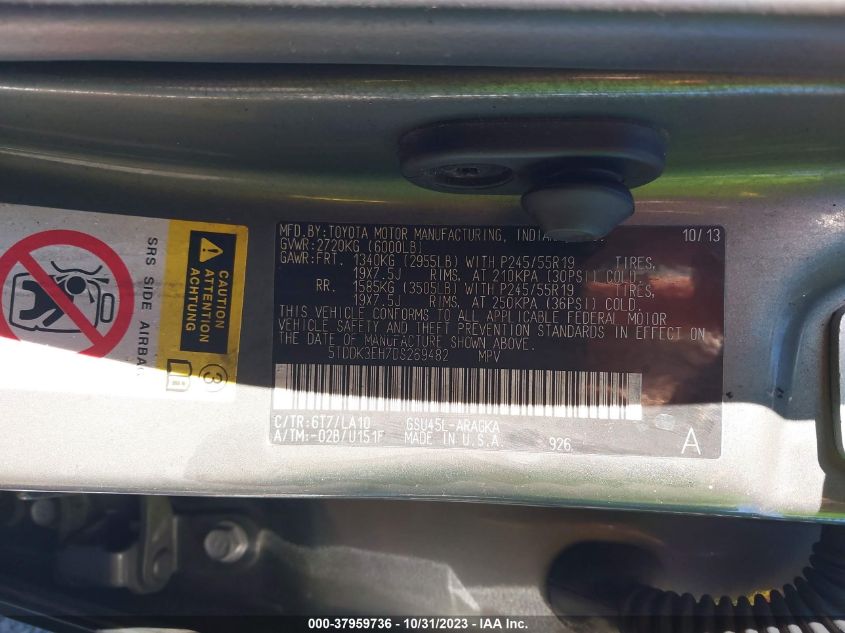 MFD. BY: TOYOTA MOTOR MANUFACTURING, 10/13
GVWR: 2720KG (6000LB)
GAWR: FRT. 1340KG (2955LB) WITH P245/55R19 TIRES,
19X7.5J RIMS, AT 210KPA (30PSI) COLD
RR. 1585KG (3505LB) WITH P245/55R19 TIRES,
19X7.5J RIMS, AT 250KPA (36PSI) COLD.
THIS VEHICLE CONFORMS TO ALL APPLICABLE FEDERAL MOTOR
VEHICLE SAFETY AND THEFT PREVENTION STANDARDS IN EFFECT ON
THE DATE OF MANUFACTURE SHOWN ABOVE.
5TDDK3EH7DS269482 MPV
C/TR: 6T7/LA10 GSU45L-ARAGKA
A/TM: -02B/U151F MADE IN U.S.A. 926 A
SRS SIDE AIRBAG
CAUTION
ATTENTION
ACHTUNG
3
000-37959736 - 10/31/2023 - IAA Inc.